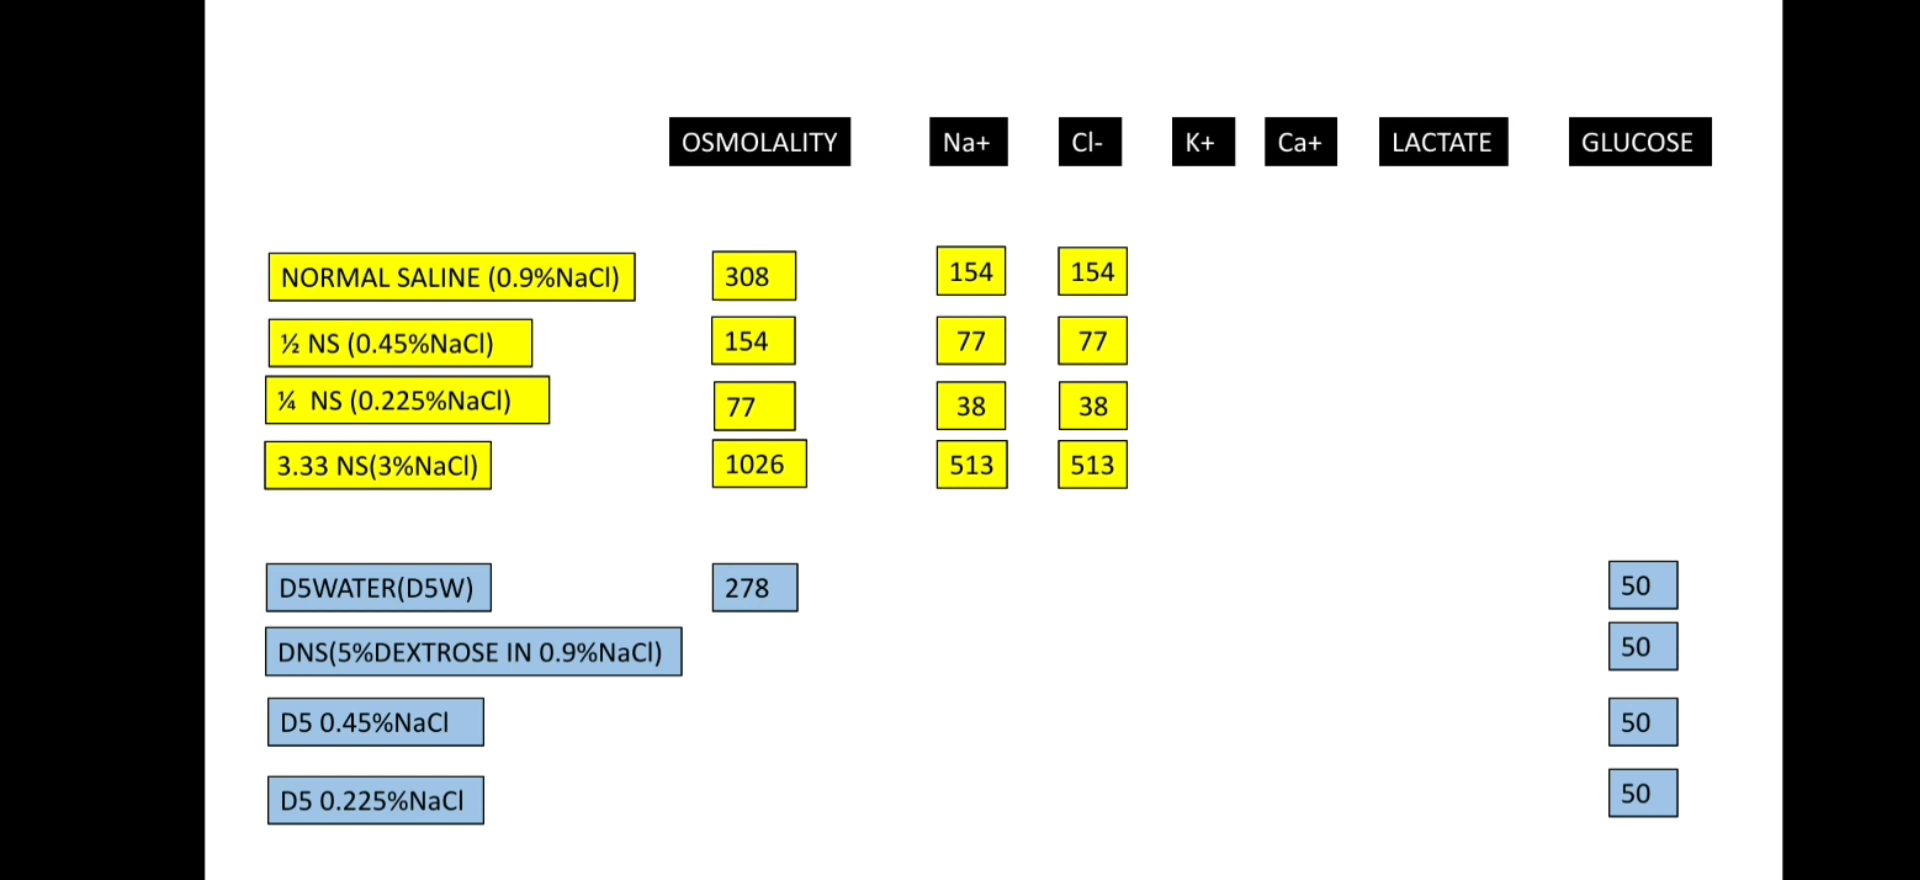 OSMOLALITY Na+ Cl- K+ Ca+ LACTATE GLUCOSE
NORMAL SALINE (0.9%NaCl) 308 154 154
½ NS (0.45%NaCl) 154 77 77
¼ NS (0.225%NaCl) 77 38 38
3.33 NS(3%NaCl) 1026 513 513
D5WATER(D5W) 278 50
DNS(5%DEXTROSE IN 0.9%NaCl) 50
D5 0.45%NaCl 50
D5 0.225%NaCl 50